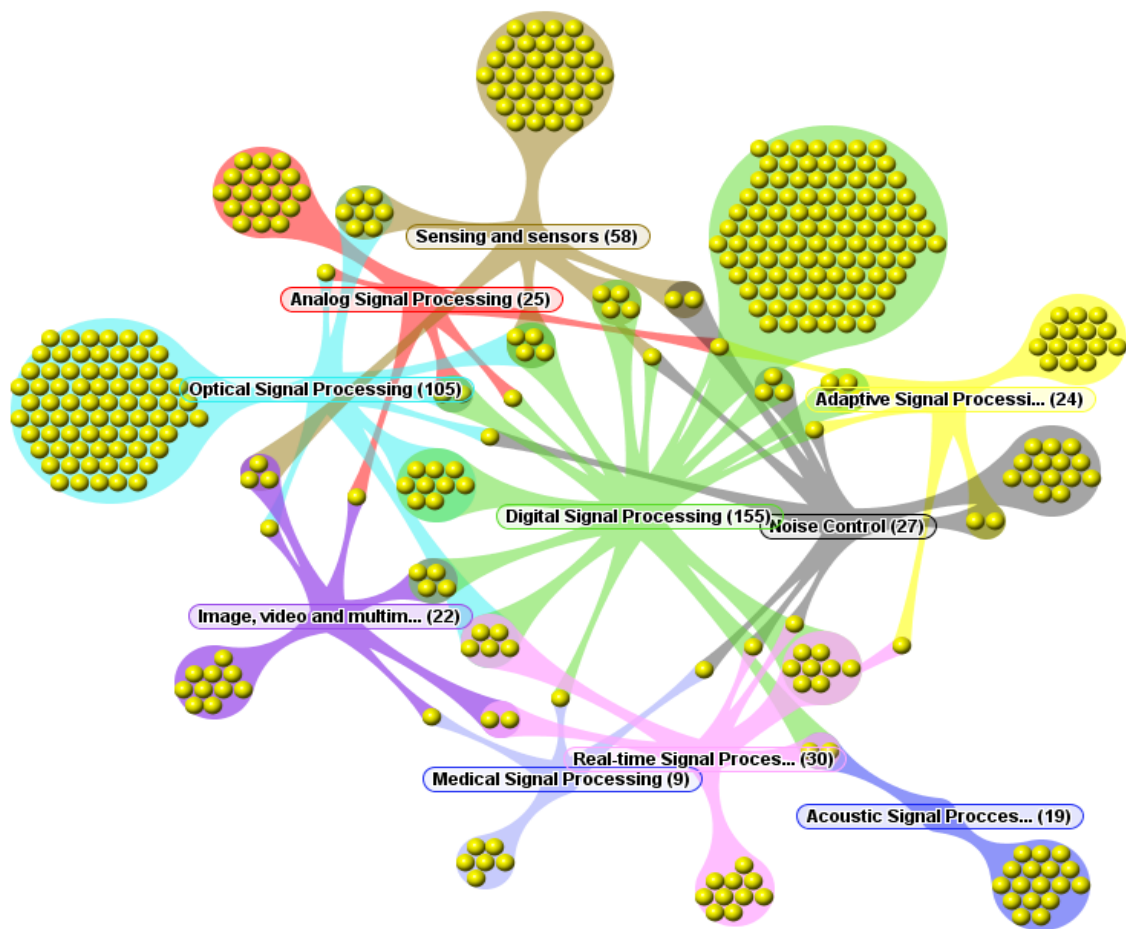 Sensing and sensors (58)
Analog Signal Processing (25)
Optical Signal Processing (105)
Adaptive Signal Processi... (24)
Digital Signal Processing (155)
Noise Control (27)
Image, video and multim... (22)
Real-time Signal Proces... (30)
Medical Signal Processing (9)
Acoustic Signal Procces... (19)